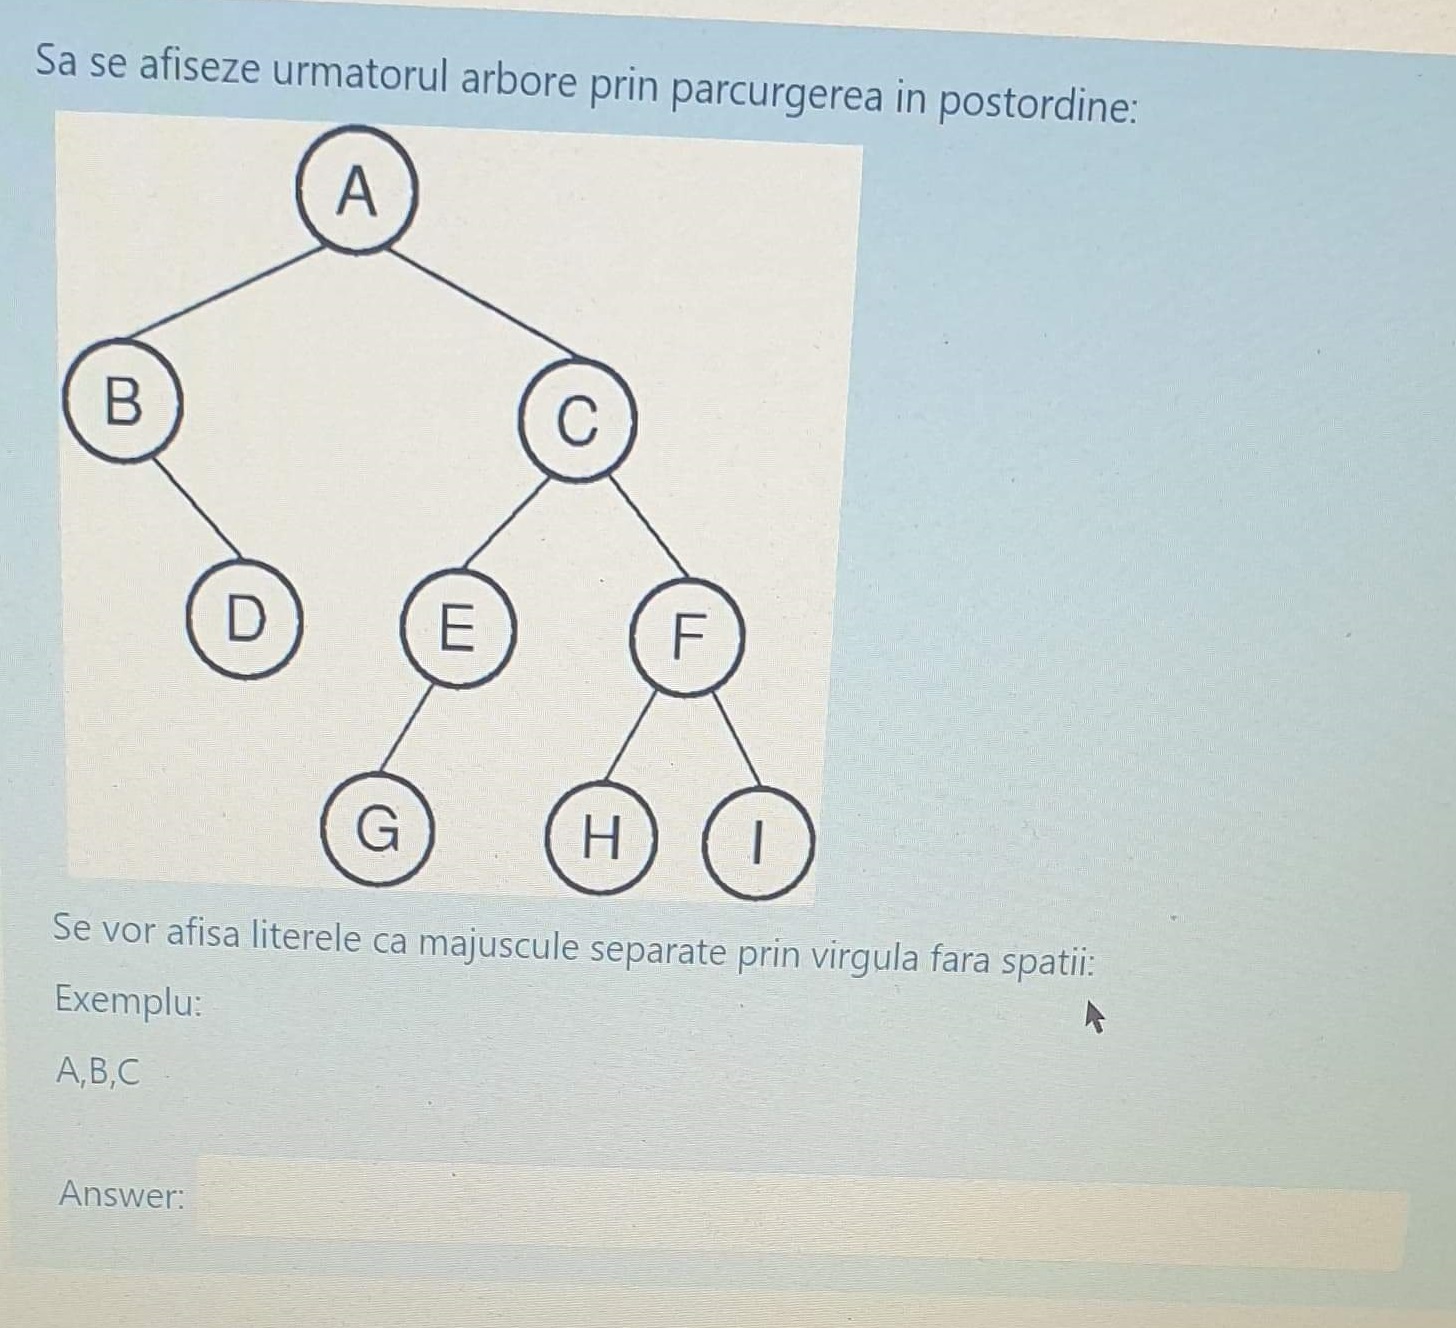 Sa se afiseze urmatorul arbore prin parcurgerea in postordine:
A
B
C
D
E
F
G
H
I
Se vor afisa literele ca majuscule separate prin virgula fara spatii:
Exemplu:
A,B,C
Answer: